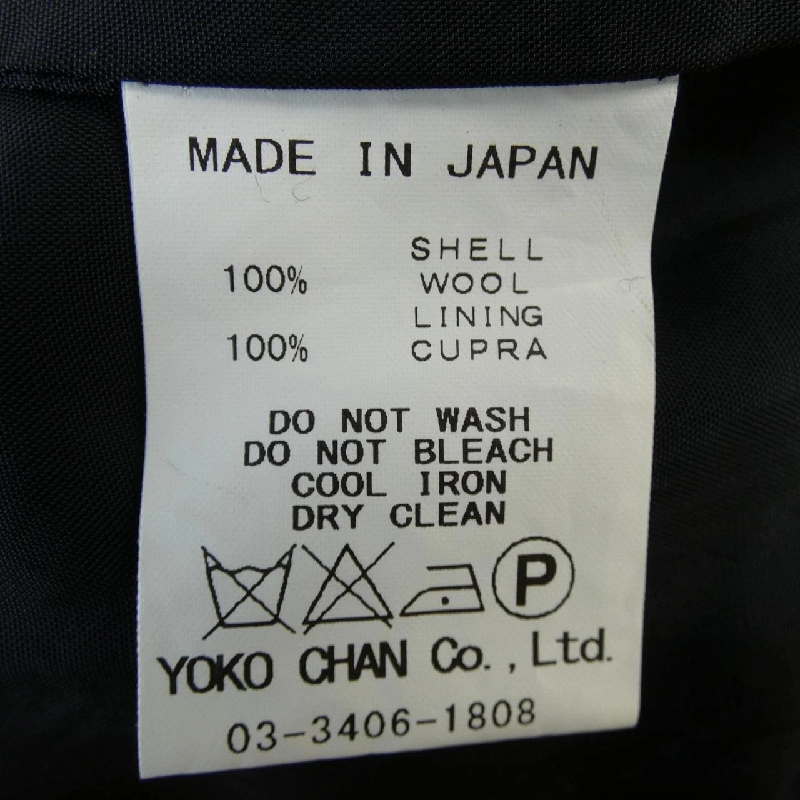 MADE IN JAPAN
SHELL
100% WOOL
LINING
100% CUPRA
DO NOT WASH
DO NOT BLEACH
COOL IRON
DRY CLEAN
P
YOKO CHAN Co.,Ltd.
03-3406-1808